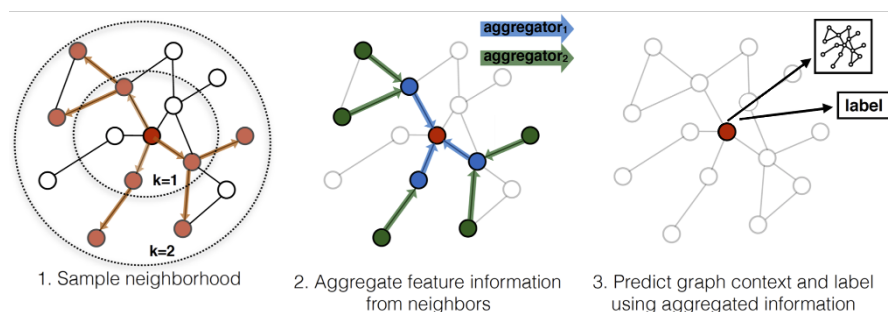 aggregator₁
aggregator₂
label
k=1
k=2
1. Sample neighborhood
2. Aggregate feature information
from neighbors
3. Predict graph context and label
using aggregated information